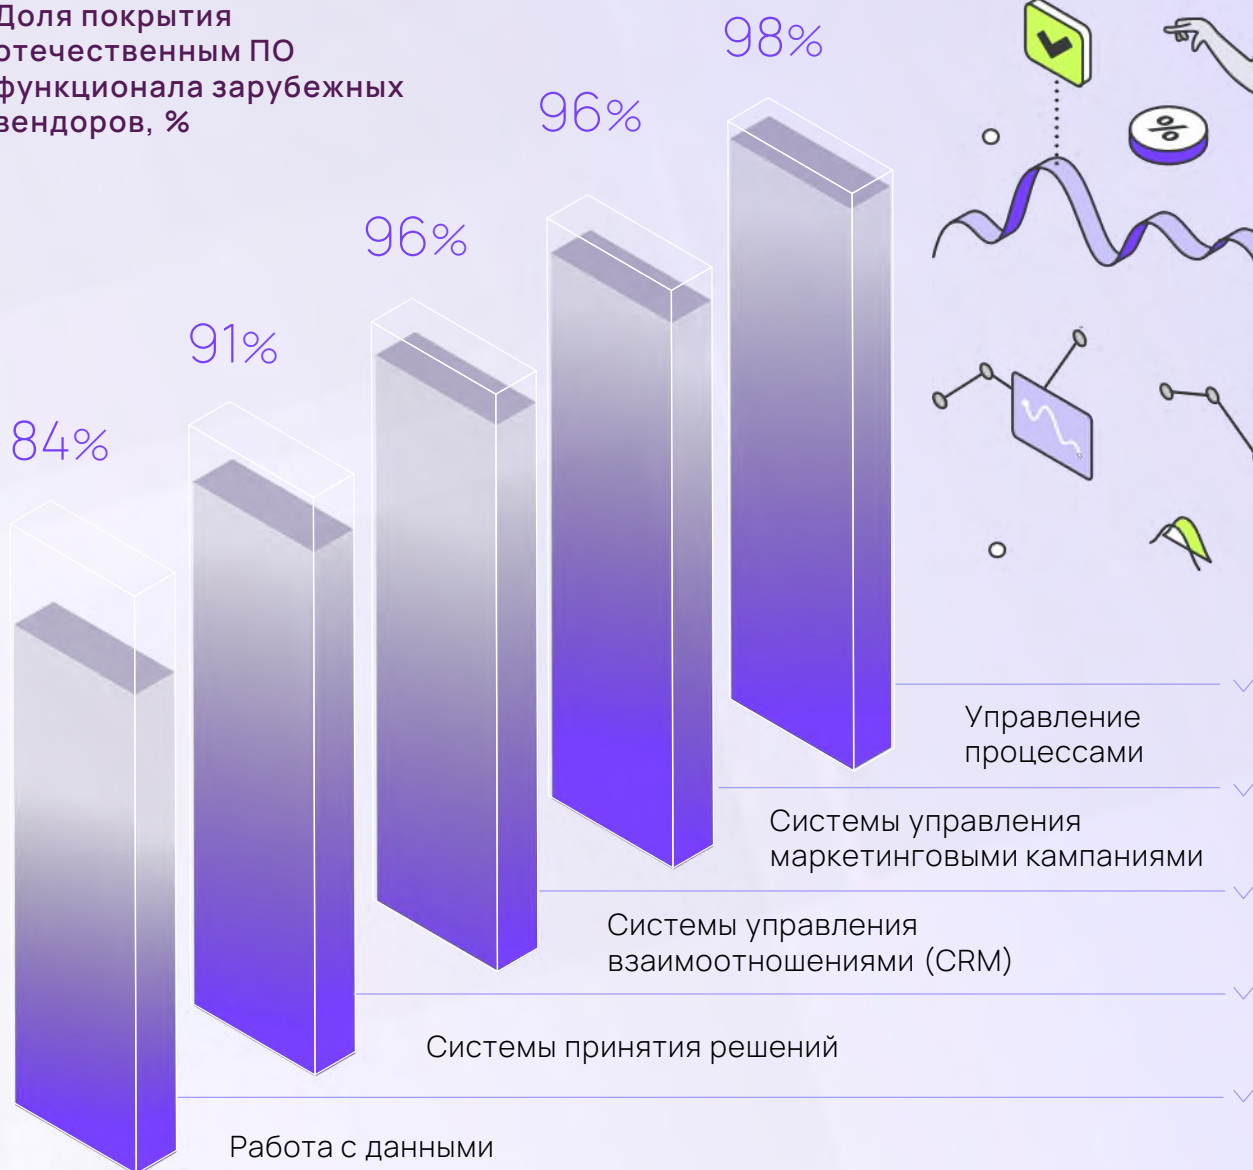 Доля покрытия
отечественным ПО
функционала зарубежных
вендоров, %
98%
96%
96%
91%
84%
%
Управление
процессами
Системы управления
маркетинговыми кампаниями
Системы управления
взаимоотношениями (CRM)
Системы принятия решений
Работа с данными